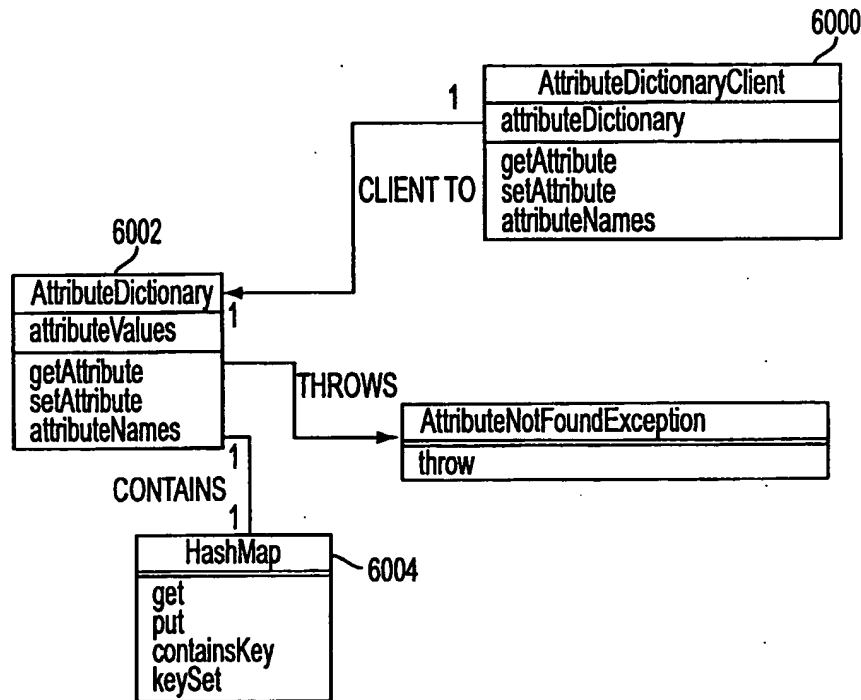 6000
AttributeDictionaryClient
attributeDictionary
getAttribute
setAttribute
attributeNames
1
CLIENT TO
6002
AttributeDictionary
1
attributeValues
getAttribute
setAttribute
attributeNames
THROWS
AttributeNotFoundException
throw
1
CONTAINS
1
HashMap
6004
get
put
containsKey
keySet